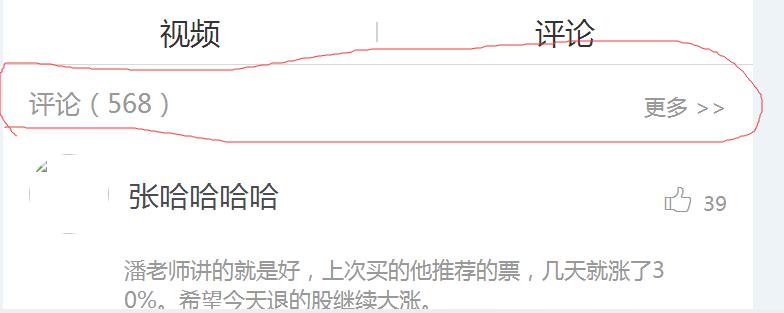 视频 | 评论
评论（568） 更多 >>
张哈哈哈哈 39
潘老师讲的就是好，上次买的他推荐的票，几天就涨了3
0%。希望今天退的股继续大涨。